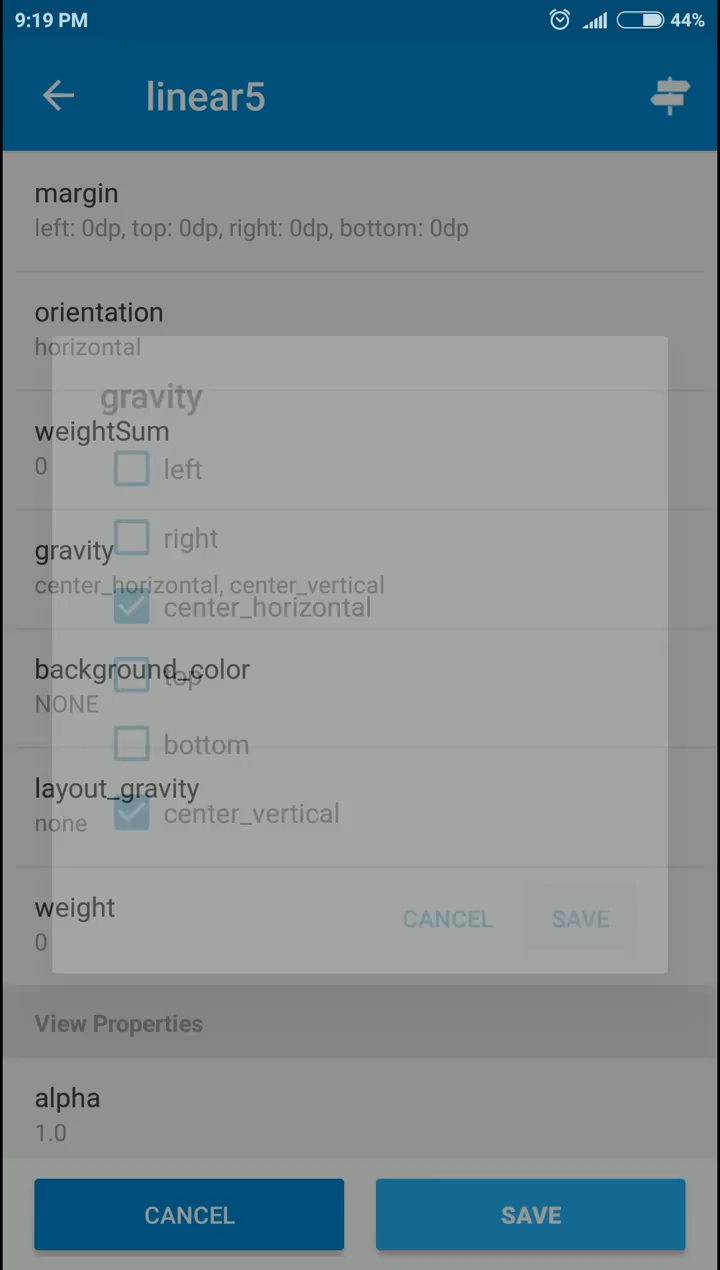 9:19 PM 44%
linear5
margin
left: 0dp, top: 0dp, right: 0dp, bottom: 0dp
orientation
horizontal
gravity
weightSum
0
left
right
gravity
center_horizontal, center_vertical
center_horizontal
background_color
top
NONE
bottom
layout_gravity
center_vertical
none
weight
CANCEL SAVE
0
View Properties
alpha
1.0
CANCEL SAVE